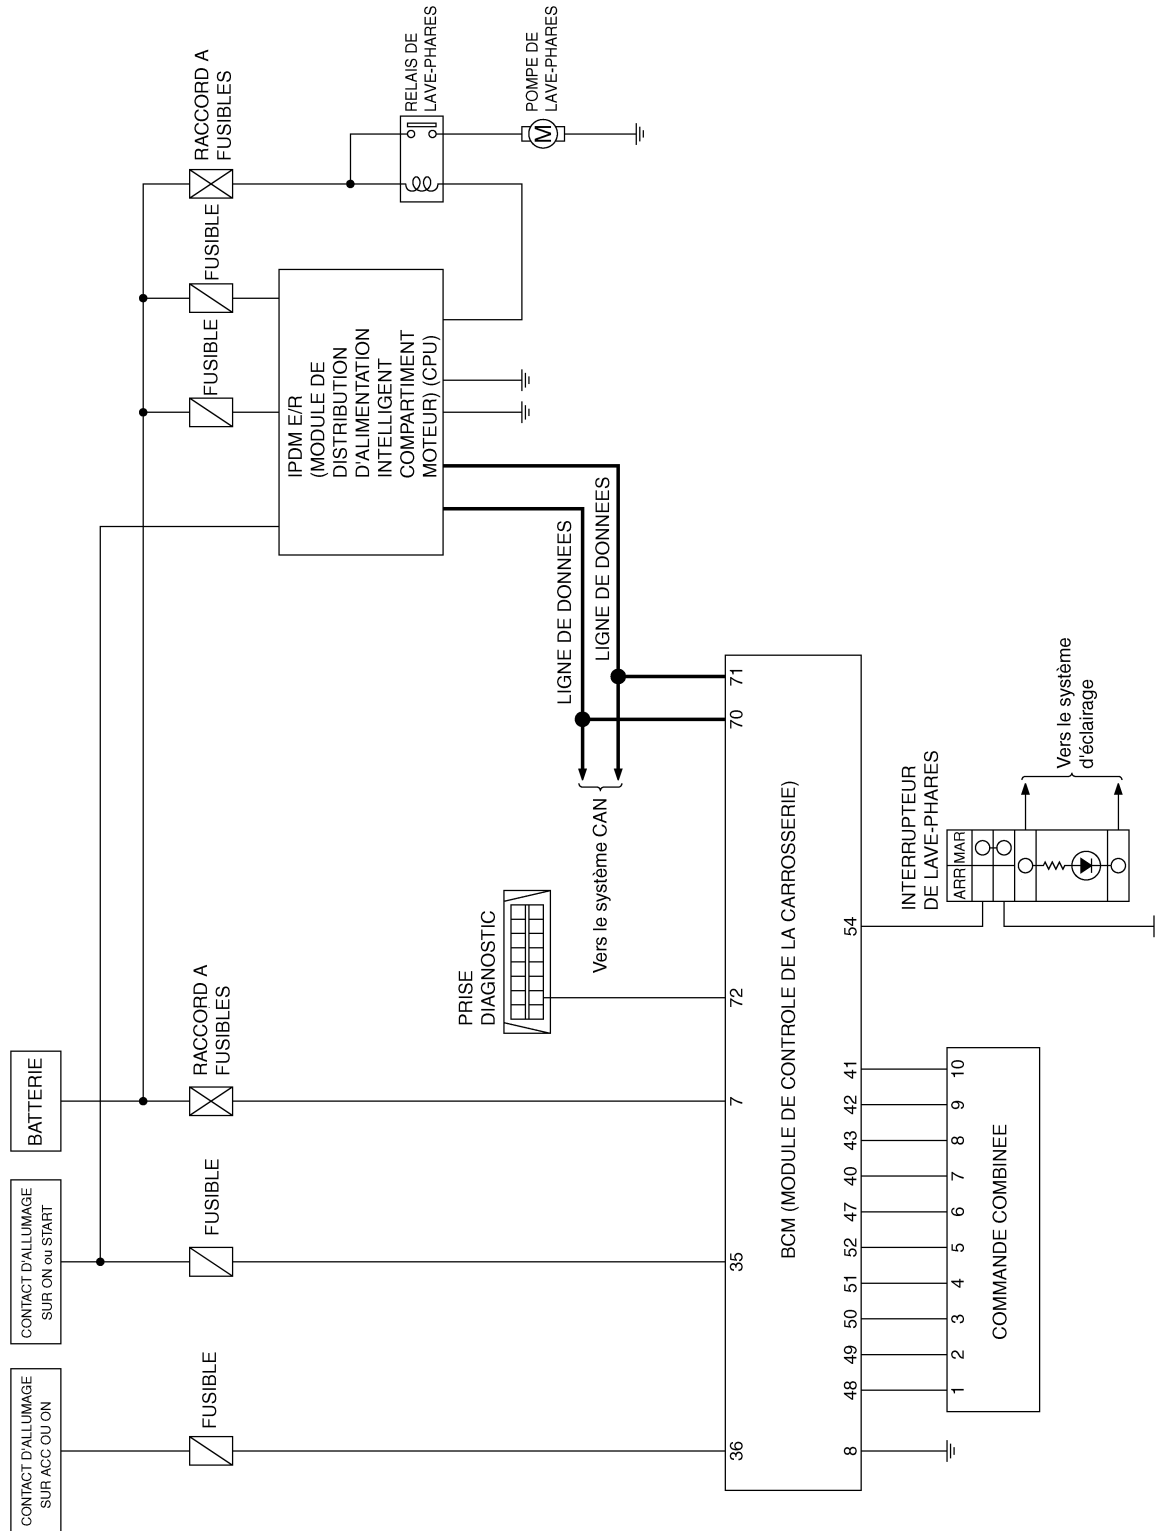 CONTACT D'ALLUMAGE
SUR ACC OU ON
CONTACT D'ALLUMAGE
SUR ON ou START
BATTERIE
FUSIBLE
FUSIBLE
RACCORD A
FUSIBLES
FUSIBLE
FUSIBLE
RACCORD A
FUSIBLES
IPDM E/R
(MODULE DE
DISTRIBUTION
D'ALIMENTATION
INTELLIGENT
COMPARTIMENT
MOTEUR) (CPU)
RELAIS DE
LAVE-PHARES
POMPE DE
LAVE-PHARES
M
PRISE
DIAGNOSTIC
LIGNE DE DONNEES
LIGNE DE DONNEES
Vers le système CAN
36
35
7
72
70
71
BCM (MODULE DE CONTROLE DE LA CARROSSERIE)
8
48
49
50
51
52
47
40
43
42
41
54
1
2
3
4
5
6
7
8
9
10
COMMANDE COMBINEE
INTERRUPTEUR
DE LAVE-PHARES
ARR
MAR
Vers le système
d'éclairage